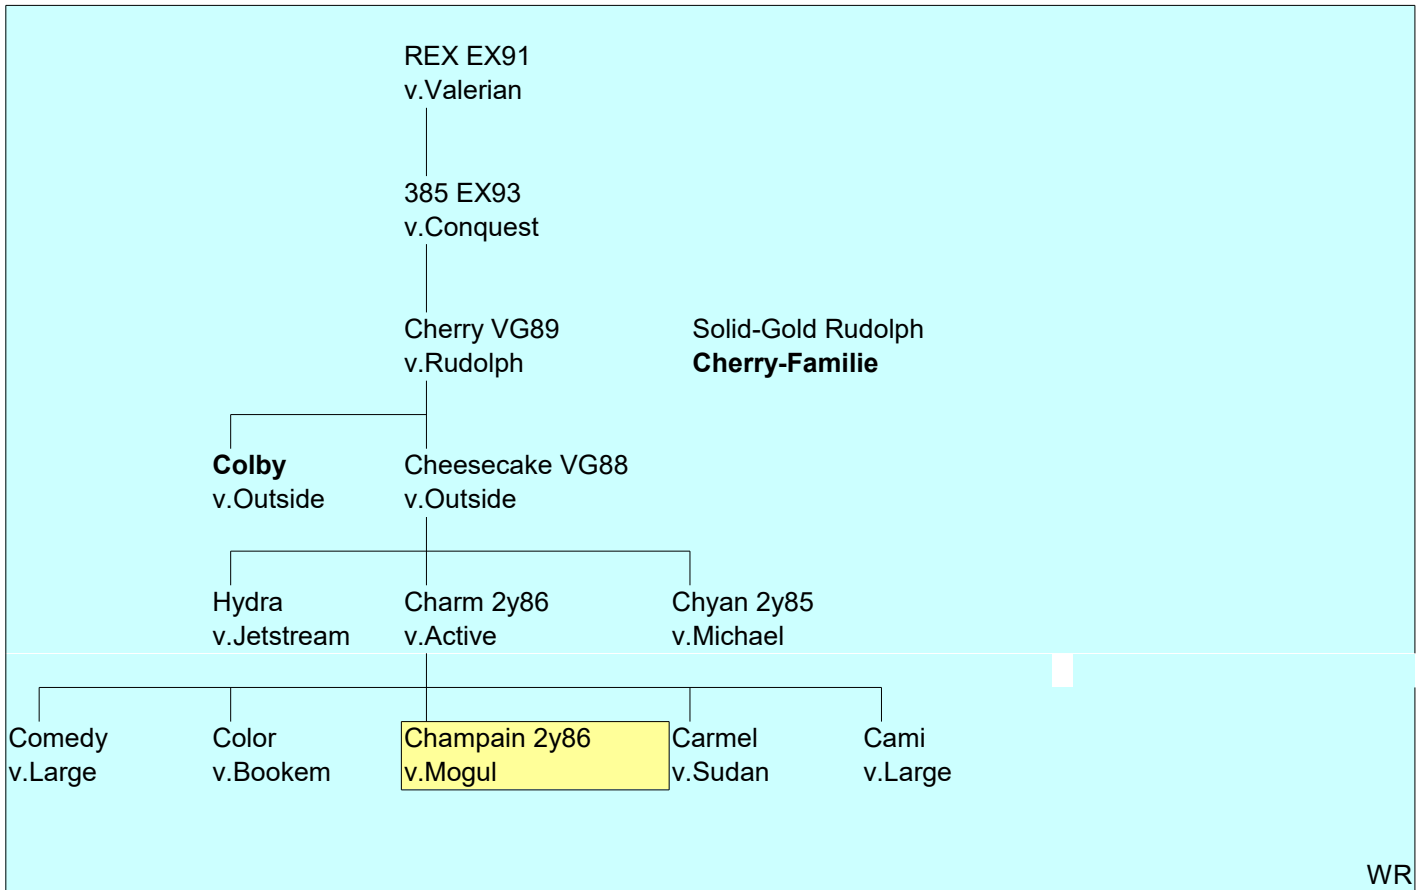 REX EX91
v.Valerian
385 EX93
v.Conquest
Cherry VG89
v.Rudolph
Solid-Gold Rudolph
Cherry-Familie
Colby
v.Outside
Cheesecake VG88
v.Outside
Hydra
v.Jetstream
Charm 2y86
v.Active
Chyan 2y85
v.Michael
Comedy
v.Large
Color
v.Bookem
Champain 2y86
v.Mogul
Carmel
v.Sudan
Cami
v.Large
WR